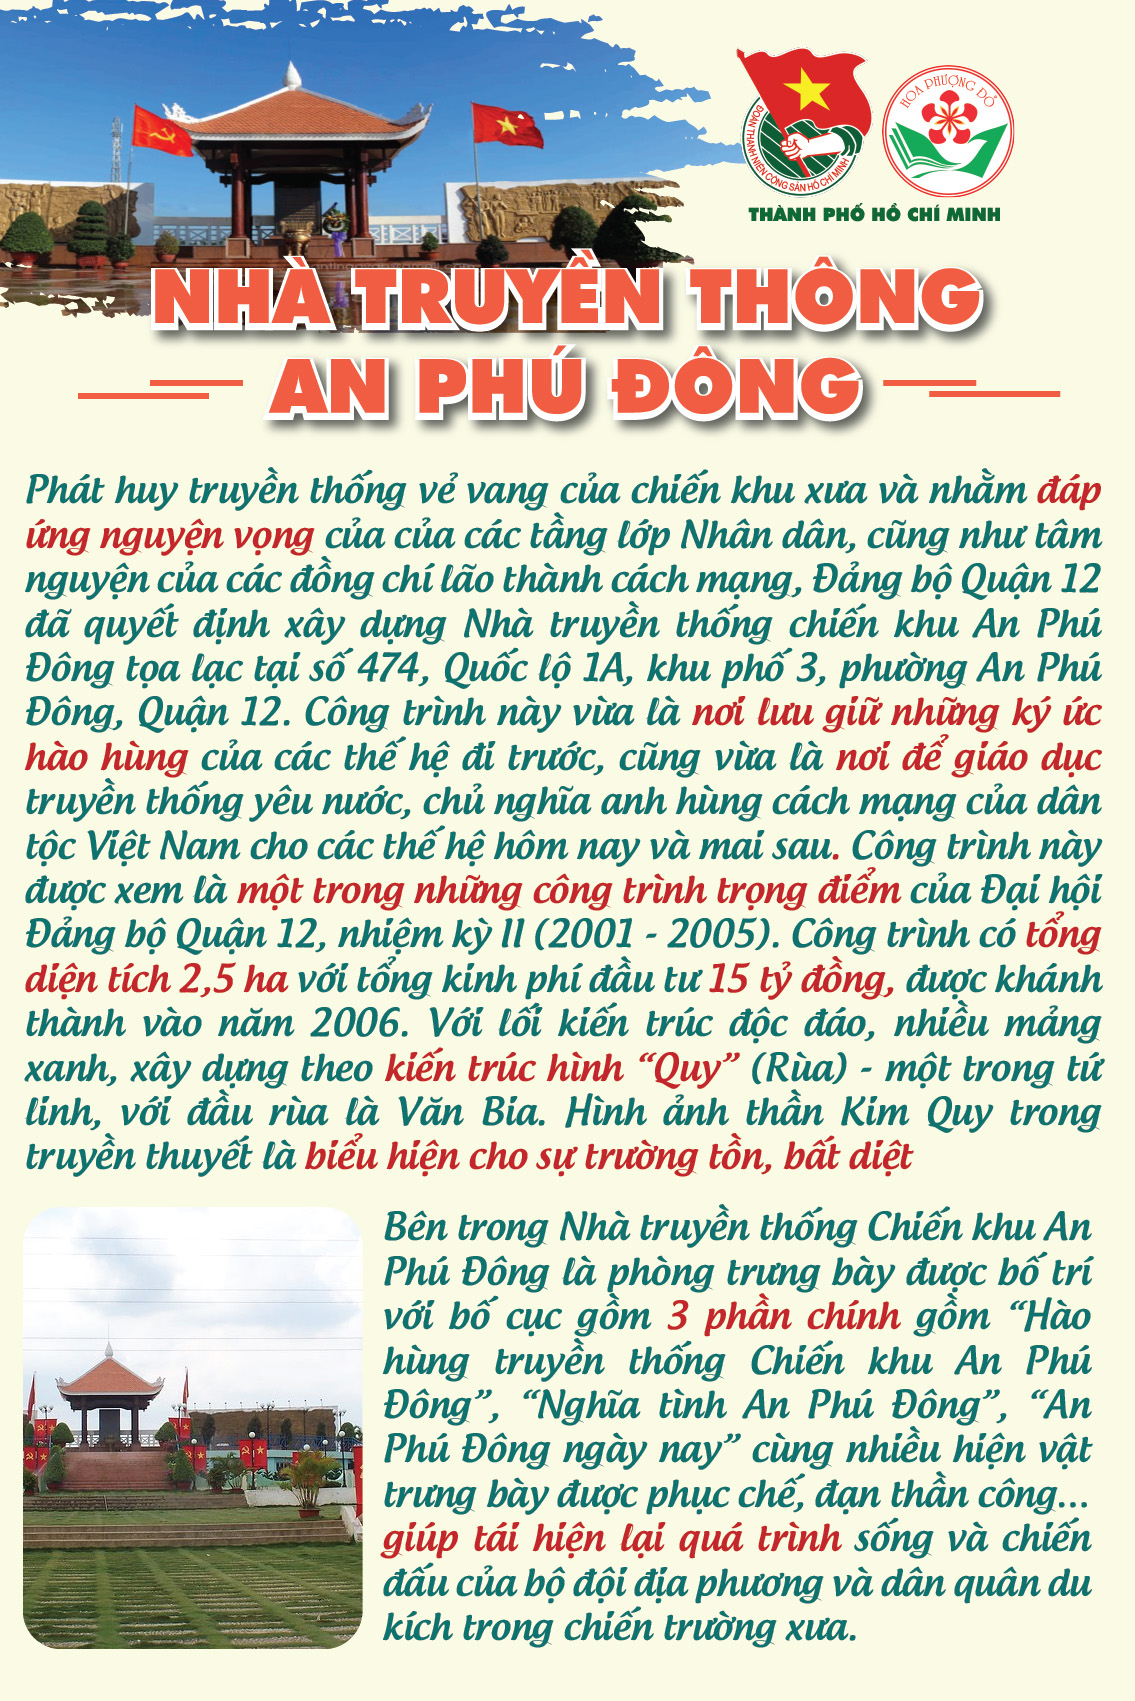 ĐOÀN THANH NIÊN CỘNG SẢN HỒ CHÍ MINH
HOA PHƯỢNG ĐỎ
THÀNH PHỐ HỒ CHÍ MINH
NHÀ TRUYỀN THÔNG
AN PHÚ ĐÔNG
Phát huy truyền thống vẻ vang của chiến khu xưa và nhằm đáp
ứng nguyện vọng của của các tầng lớp Nhân dân, cũng như tâm
nguyện của các đồng chí lão thành cách mạng, Đảng bộ Quận 12
đã quyết định xây dựng Nhà truyền thống chiến khu An Phú
Đông tọa lạc tại số 474, Quốc lộ 1A, khu phố 3, phường An Phú
Đông, Quận 12. Công trình này vừa là nơi lưu giữ những ký ức
hào hùng của các thế hệ đi trước, cũng vừa là nơi để giáo dục
truyền thống yêu nước, chủ nghĩa anh hùng cách mạng của dân
tộc Việt Nam cho các thế hệ hôm nay và mai sau. Công trình này
được xem là một trong những công trình trọng điểm của Đại hội
Đảng bộ Quận 12, nhiệm kỳ II (2001 - 2005). Công trình có tổng
diện tích 2,5 ha với tổng kinh phí đầu tư 15 tỷ đồng, được khánh
thành vào năm 2006. Với lối kiến trúc độc đáo, nhiều mảng
xanh, xây dựng theo kiến trúc hình “Quy” (Rùa) - một trong tứ
linh, với đầu rùa là Văn Bia. Hình ảnh thần Kim Quy trong
truyền thuyết là biểu hiện cho sự trường tồn, bất diệt
Bên trong Nhà truyền thống Chiến khu An
Phú Đông là phòng trưng bày được bố trí
với bố cục gồm 3 phần chính gồm “Hào
hùng truyền thống Chiến khu An Phú
Đông”, “Nghĩa tình An Phú Đông”, “An
Phú Đông ngày nay” cùng nhiều hiện vật
trưng bày được phục chế, đạn thần công...
giúp tái hiện lại quá trình sống và chiến
đấu của bộ đội địa phương và dân quân du
kích trong chiến trường xưa.